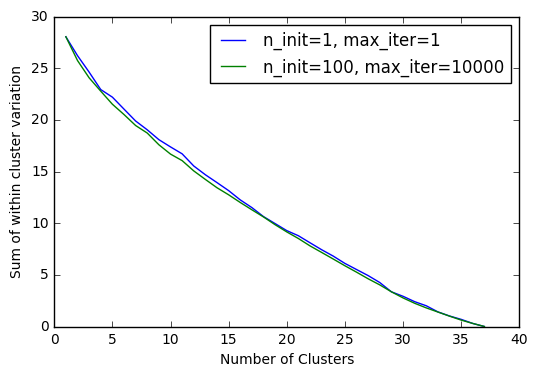 30
25
20
15
10
5
0
0 5 10 15 20 25 30 35 40
Sum of within cluster variation
Number of Clusters
n_init=1, max_iter=1
n_init=100, max_iter=10000